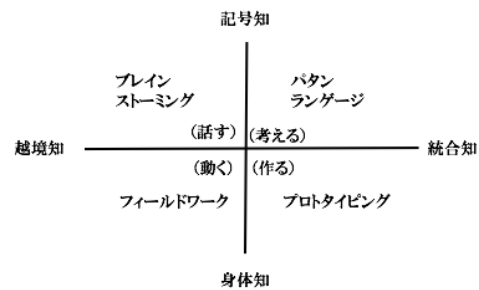 記号知
ブレイン
ストーミング
パタン
ランゲージ
(話す)
(考える)
越境知
統合知
(動く)
(作る)
フィールドワーク
プロトタイピング
身体知